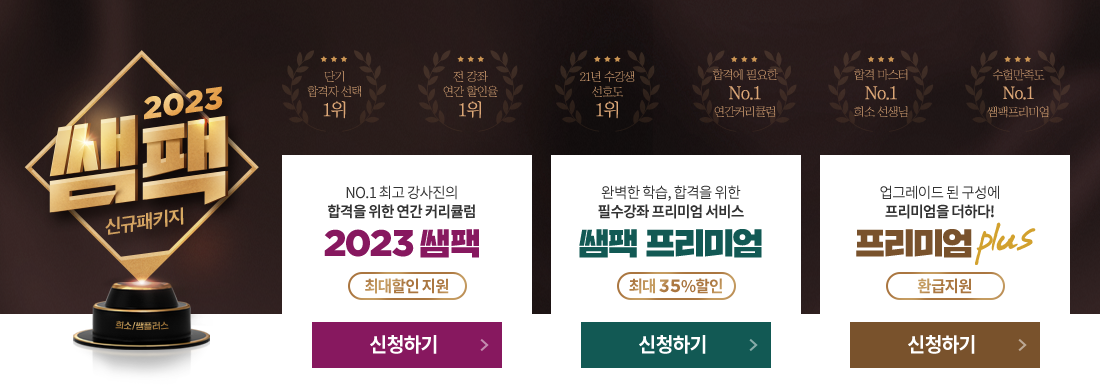 2023
쌤팩
신규패키지
희소/쌤플러스
단기
합격자 선택
1위
전 강좌
연간 할인율
1위
21년 수강생
선호도
1위
합격에 필요한
No.1
연간커리큘럼
합격 마스터
No.1
희소 선생님
수험만족도
No.1
쌤팩프리미엄
NO.1 최고 강사진의
합격을 위한 연간 커리큘럼
2023 쌤팩
최대할인 지원
신청하기
완벽한 학습, 합격을 위한
필수강좌 프리미엄 서비스
쌤팩 프리미엄
최대 35%할인
신청하기
업그레이드 된 구성에
프리미엄을 더하다!
프리미엄 plus
환급지원
신청하기